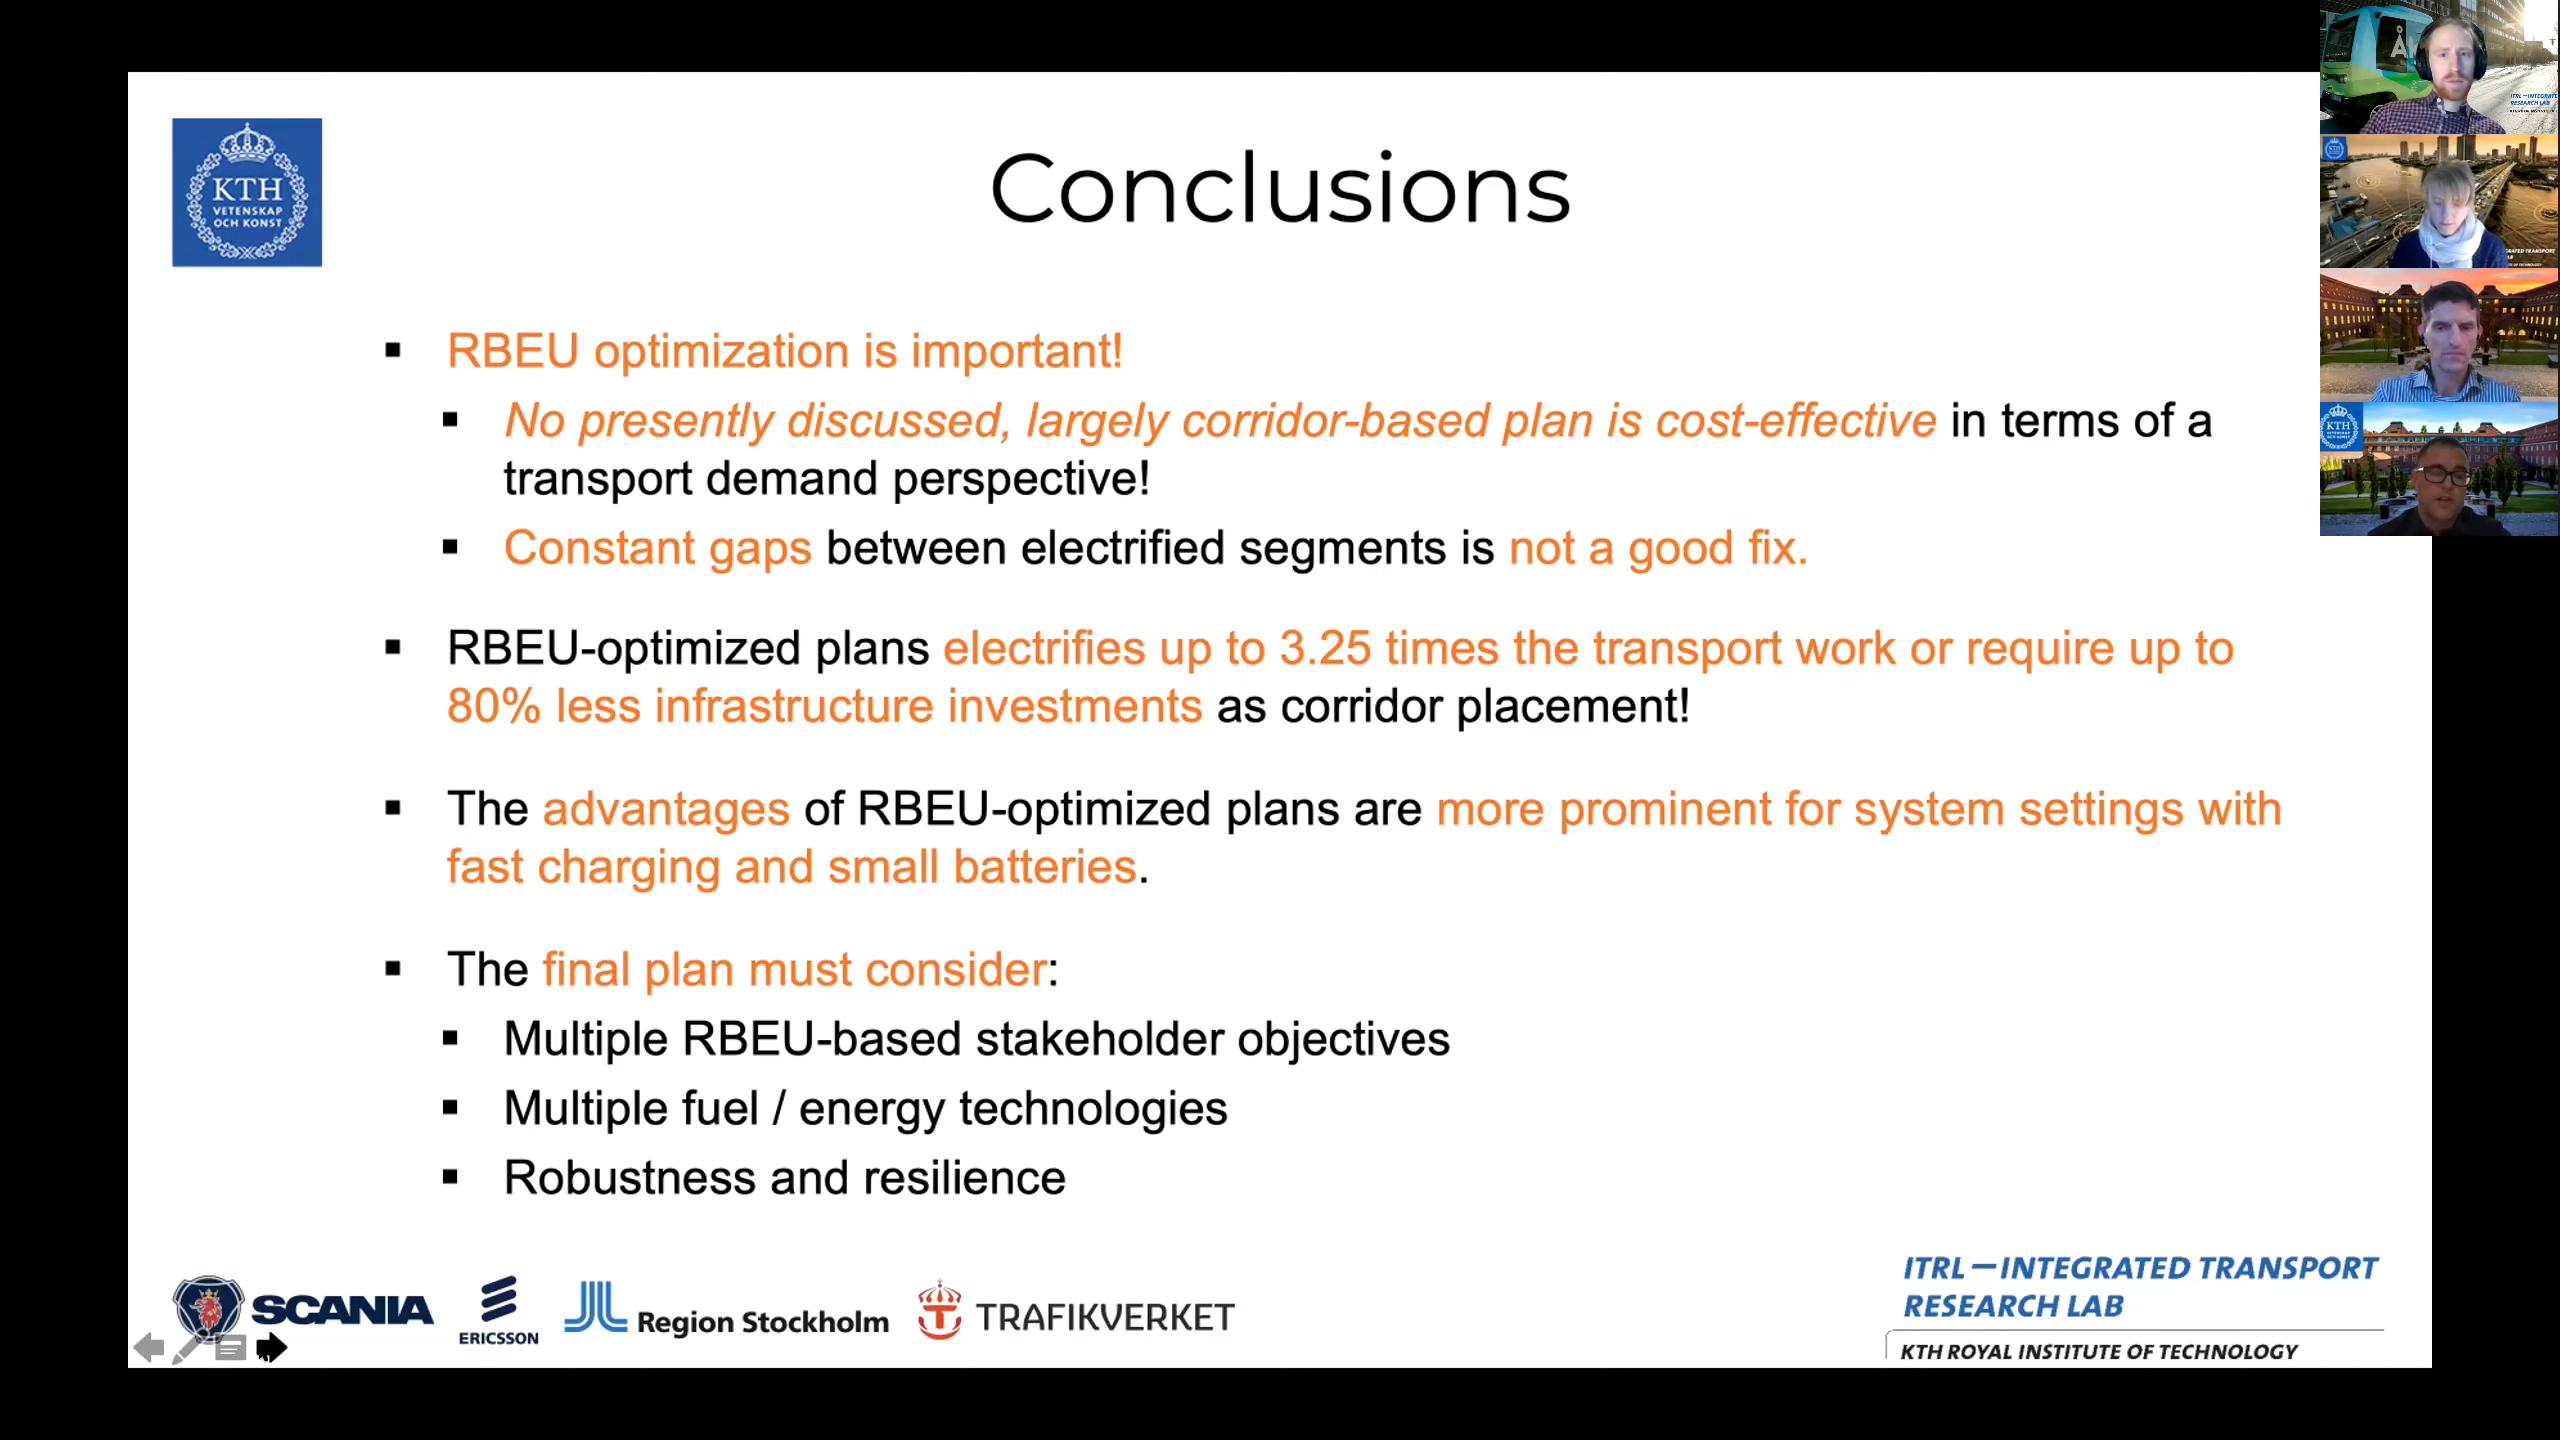 KTH
VETENSKAP
OCH KONST
Conclusions
RBEU optimization is important!
No presently discussed, largely corridor-based plan is cost-effective in terms of a
transport demand perspective!
Constant gaps between electrified segments is not a good fix.
RBEU-optimized plans electrifies up to 3.25 times the transport work or require up to
80% less infrastructure investments as corridor placement!
The advantages of RBEU-optimized plans are more prominent for system settings with
fast charging and small batteries.
The final plan must consider:
Multiple RBEU-based stakeholder objectives
Multiple fuel / energy technologies
Robustness and resilience
SCANIA
ERICSSON
Region Stockholm
TRAFIKVERKET
ITRL – INTEGRATED TRANSPORT
RESEARCH LAB
KTH ROYAL INSTITUTE OF TECHNOLOGY
ITRL – INTEGRATE
RESEARCH LAB
KTH